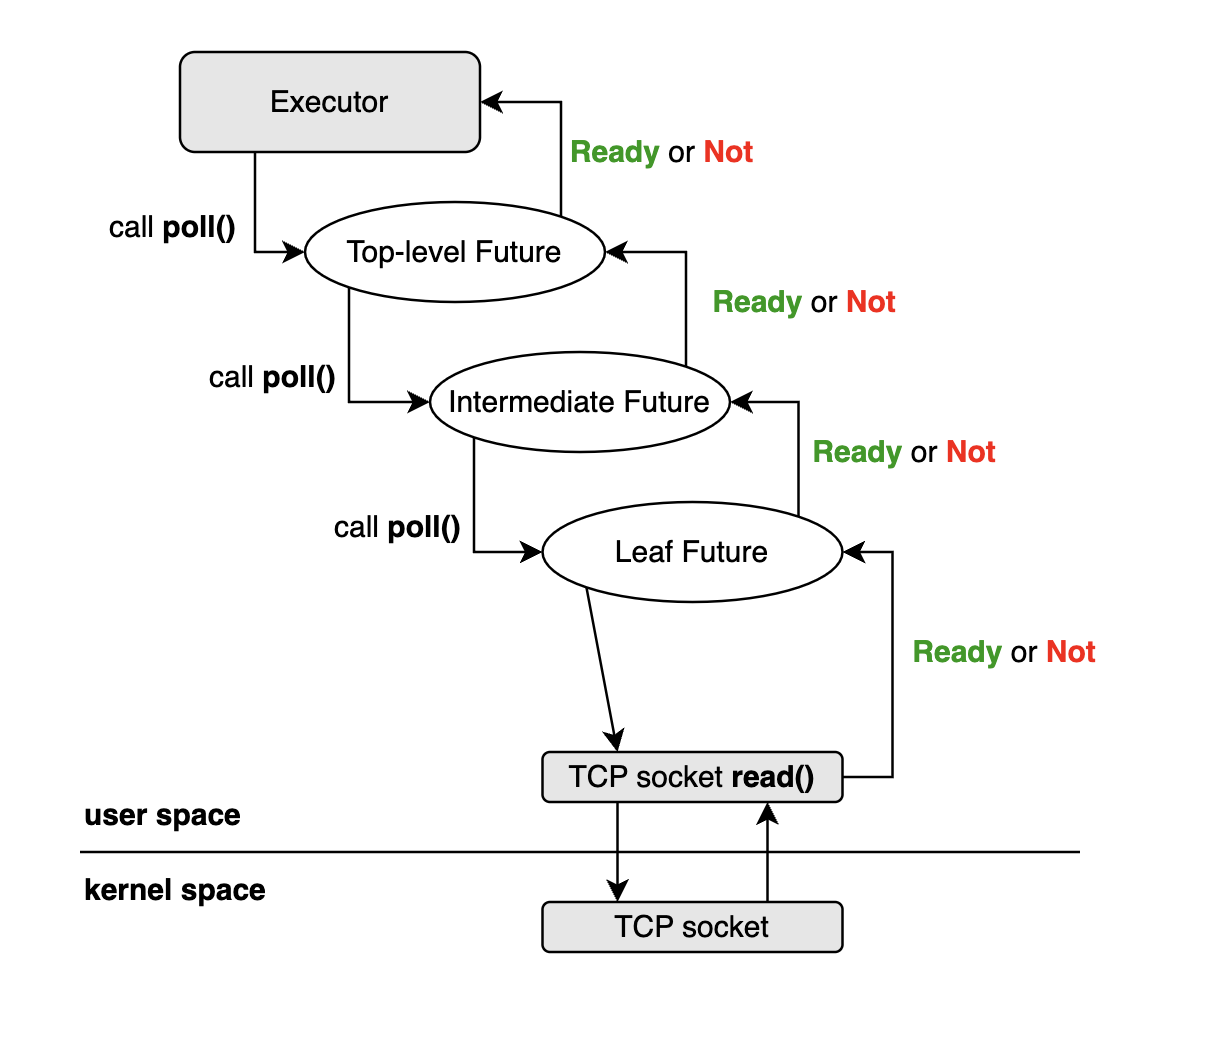 Executor
Ready or Not
call poll()
Top-level Future
Ready or Not
call poll()
Intermediate Future
Ready or Not
call poll()
Leaf Future
Ready or Not
TCP socket read()
user space
kernel space
TCP socket